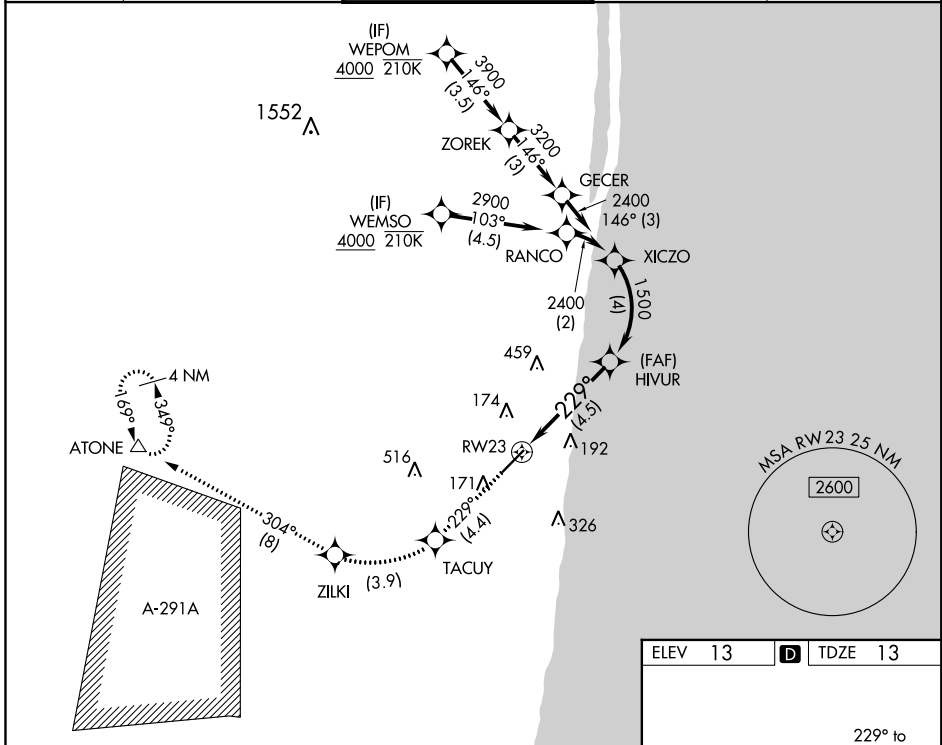 (IF)
WEPOM
4000 210K
3900
146°
(3.5)
1552
ZOREK
3200
146°
(3)
GECER
2400
146° (3)
(IF)
WEMSO
4000 210K
2900
103°
(4.5)
RANCO
XICZO
2400
(2)
1500
(4)
459
(FAF)
HIVUR
4 NM
169°
349°
174
229°
(4.5)
ATONE
RW23
192
516
171
MSA RW 23 25 NM
2600
229°
(4.4)
326
304°
(8)
TACUY
ZILKI
(3.9)
A-291A
ELEV 13 D TDZE 13
229° to